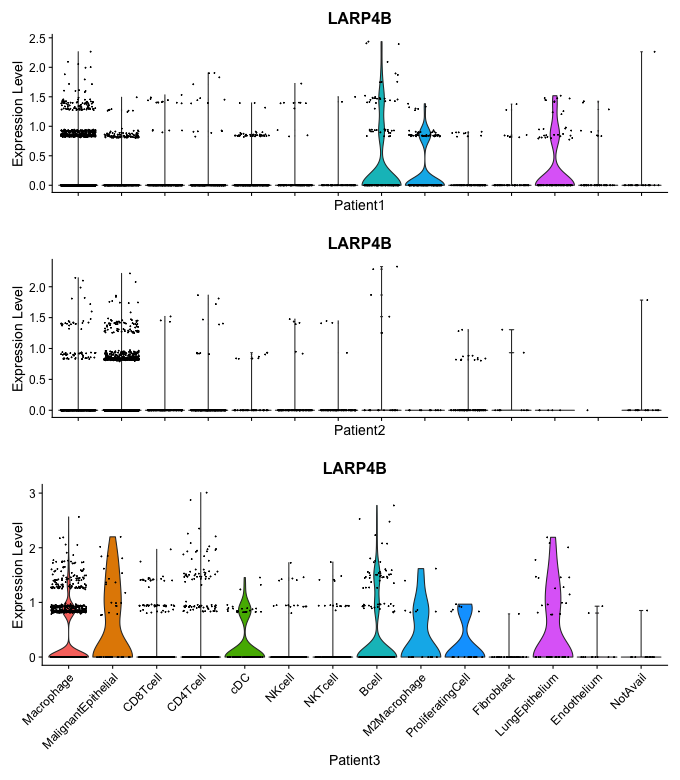 LARP4B
Expression Level
2.5
2.0
1.5
1.0
0.5
0.0
Patient1
LARP4B
Expression Level
2.0
1.5
1.0
0.5
0.0
Patient2
LARP4B
Expression Level
3
2
1
0
Macrophage
MalignantEpithelial
CD8Tcell
CD4Tcell
cDC
NKcell
NKTcell
Bcell
M2Macrophage
ProliferatingCell
Fibroblast
LungEpithelium
Endothelium
NotAvail
Patient3